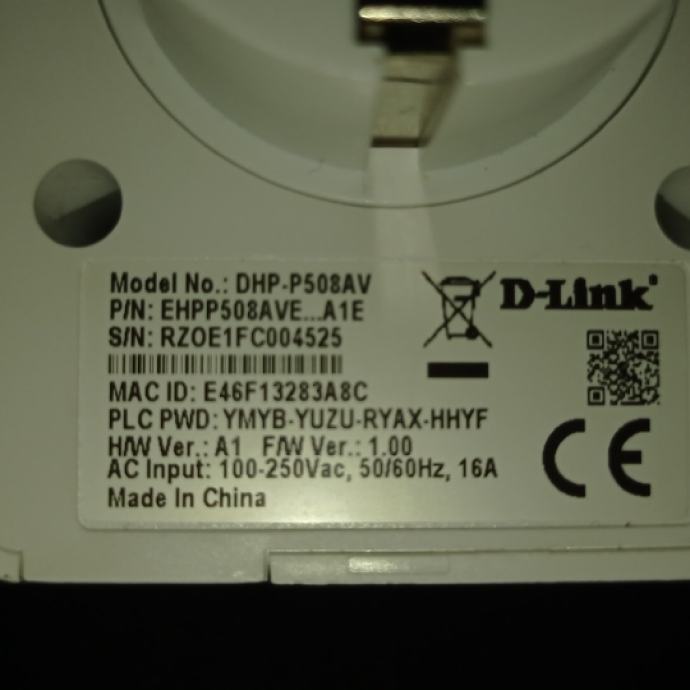 Model No.: DHP-P508AV
P/N: EHPP508AVE...A1E
S/N: RZOE1FC004525
D-Link
MAC ID: E46F13283A8C
PLC PWD: YMYB-YUZU-RYAX-HHYF
H/W Ver.: A1 F/W Ver.: 1.00
AC Input: 100-250Vac, 50/60Hz, 16A
Made In China
CE